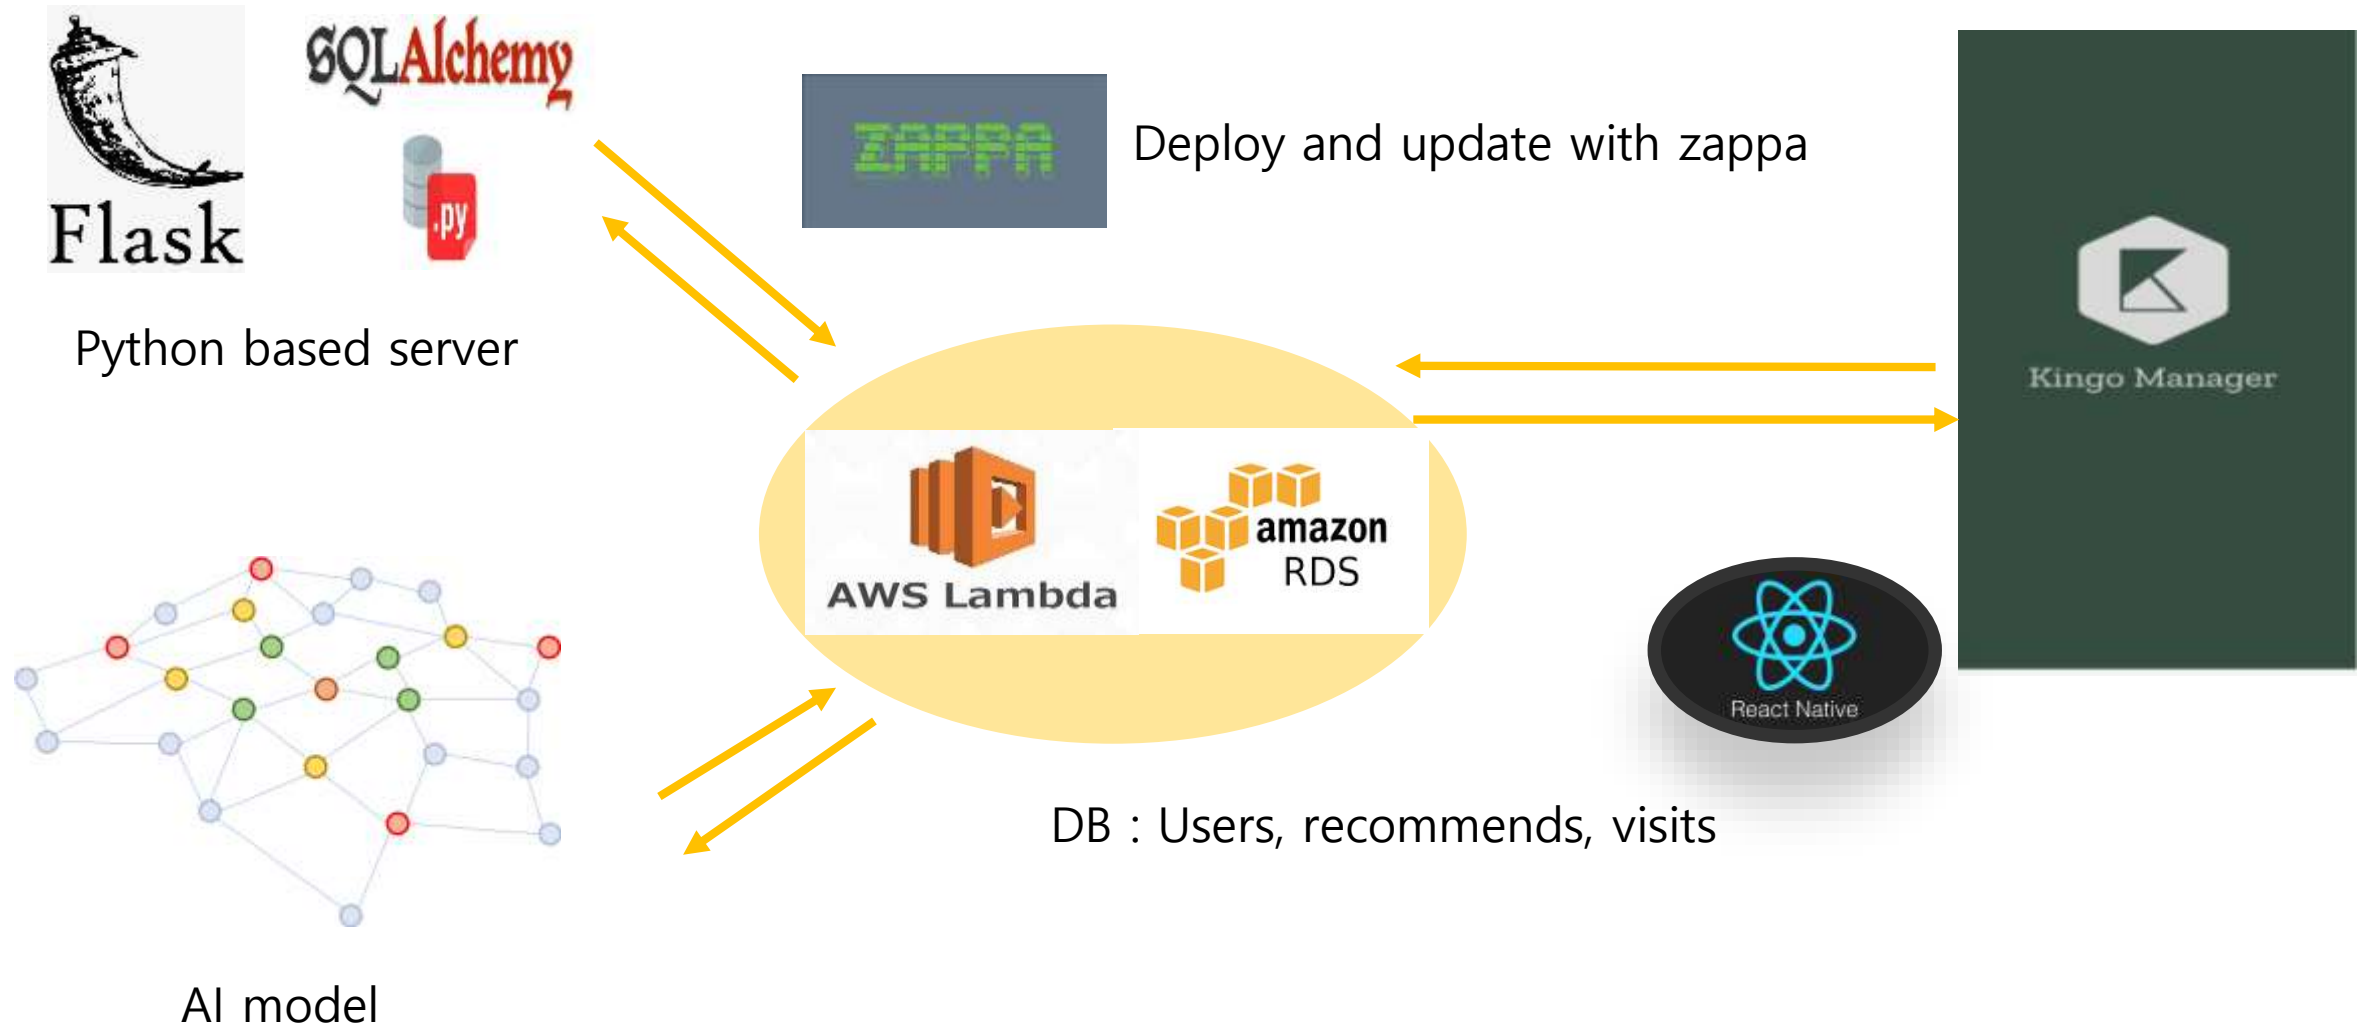 Flask
SQLAlchemy
.py
Python based server
ZAPPA
Deploy and update with zappa
Kingo Manager
AWS Lambda
amazon
RDS
React Native
DB : Users, recommends, visits
AI model